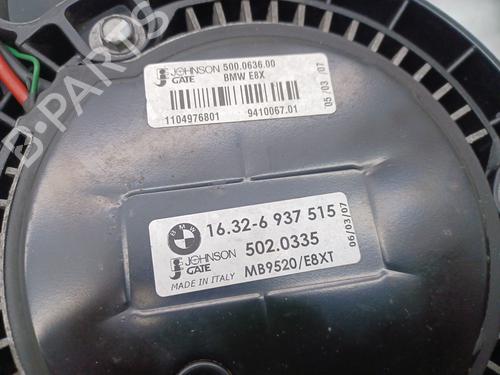 JOHNSON GATE
500.0636.00
BMW E8X
1104976801
9410067.01
05/03/07
BMW
16.32-6 937 515
JOHNSON GATE
502.0335
MADE IN ITALY
MB9520/E8XT
06/03/07
B-PARTS